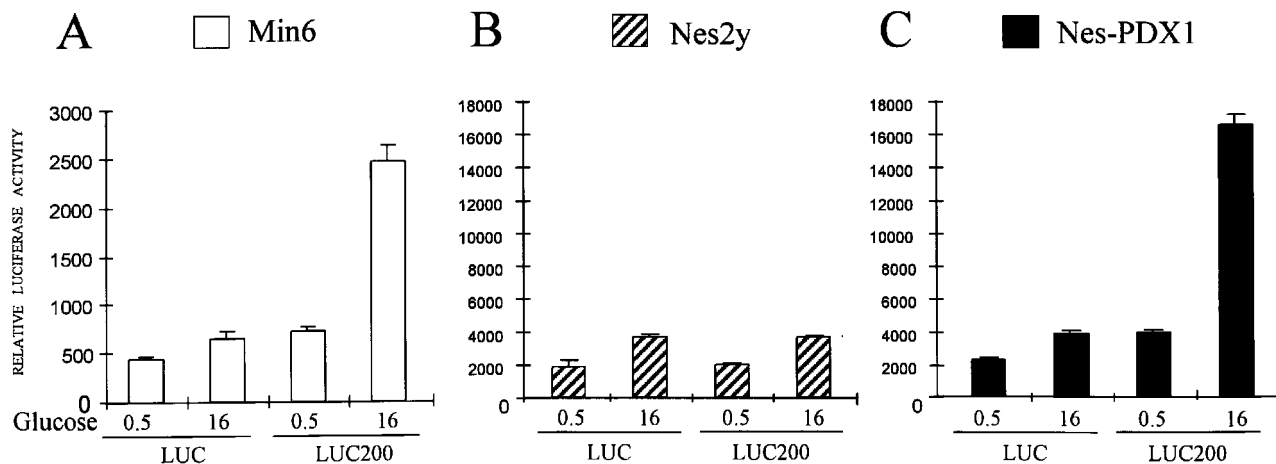 A Min6
RELATIVE LUCIFERASE ACTIVITY
3000
2500
2000
1500
1000
500
0
Glucose 0.5 16 0.5 16
LUC LUC200
B Nes2y
18000
16000
14000
12000
10000
8000
6000
4000
2000
0
0.5 16 0.5 16
LUC LUC200
C Nes-PDX1
18000
16000
14000
12000
10000
8000
6000
4000
2000
0
0.5 16 0.5 16
LUC LUC200